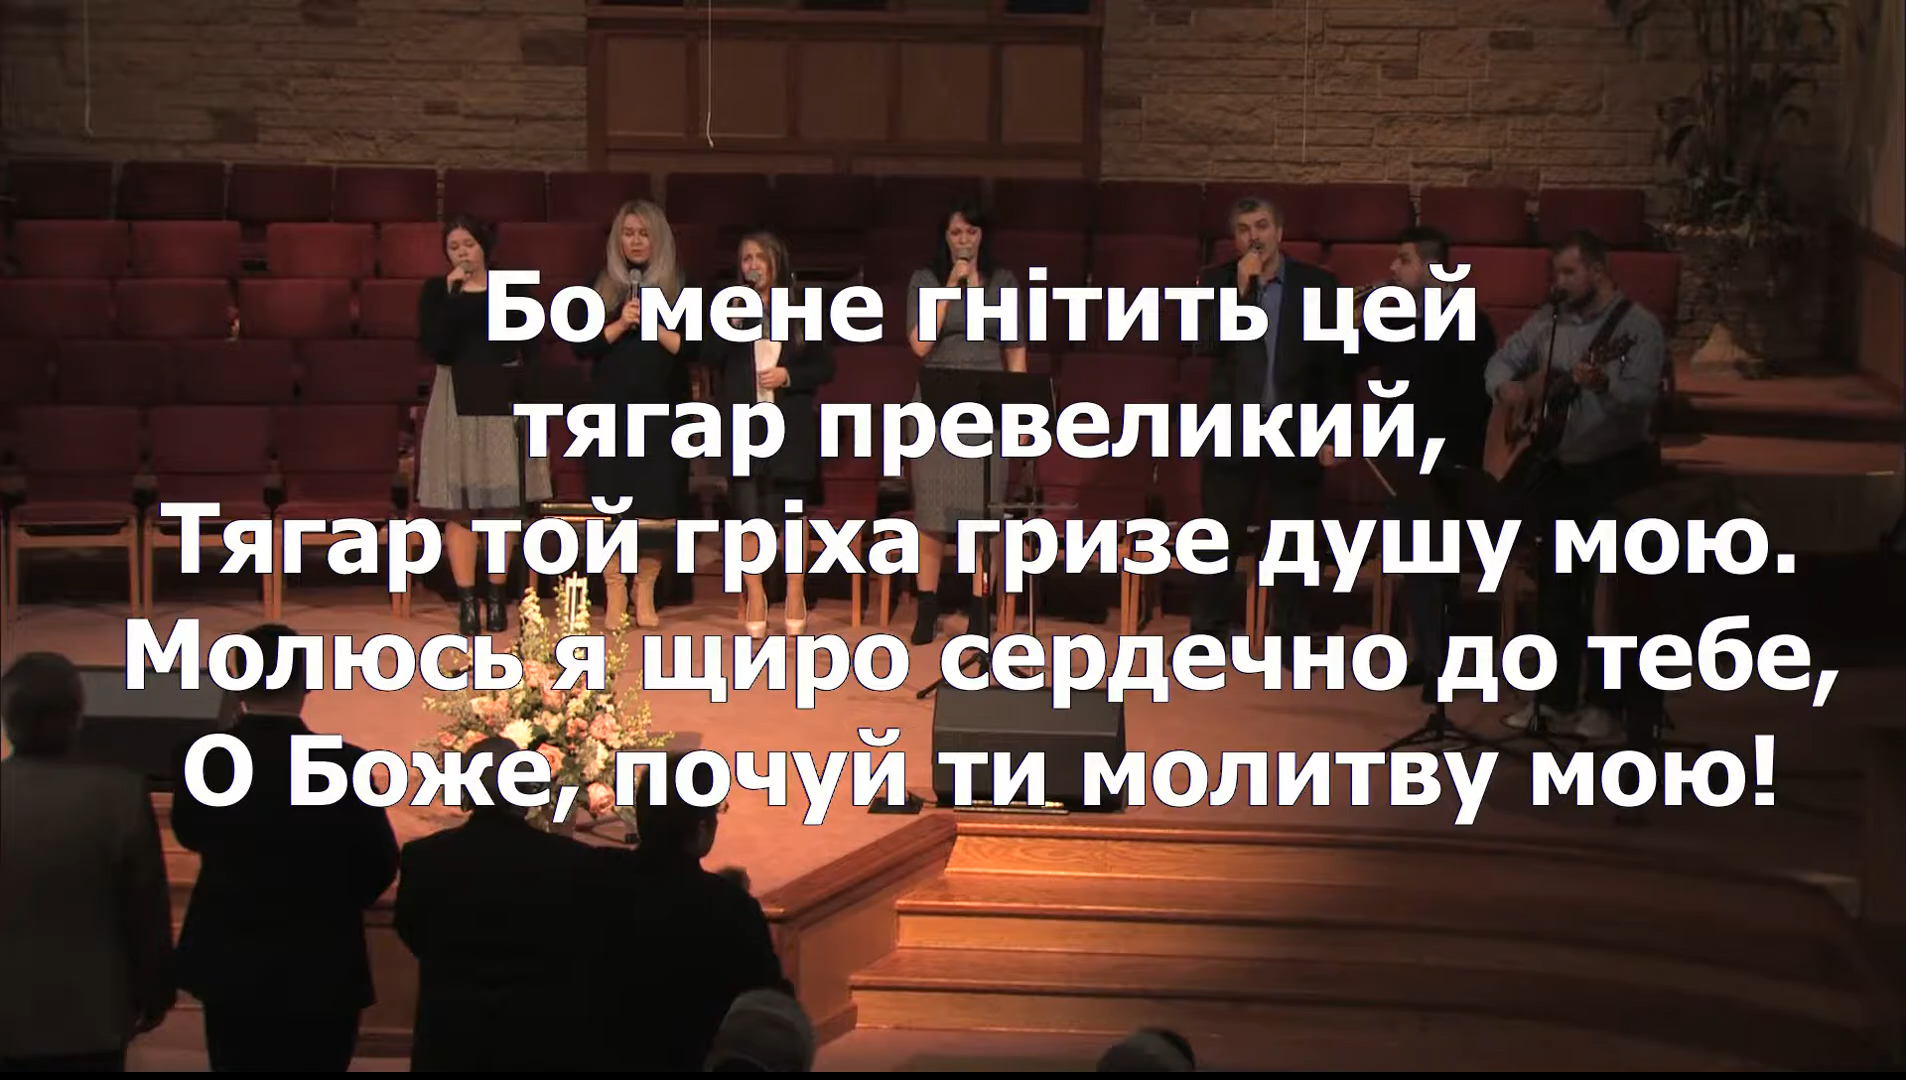 Бо мене гнітить цей
тягар превеликий,
Тягар той гріха гризе душу мою.
Молюсь я щиро сердечно до тебе,
О Боже, почуй ти молитву мою!